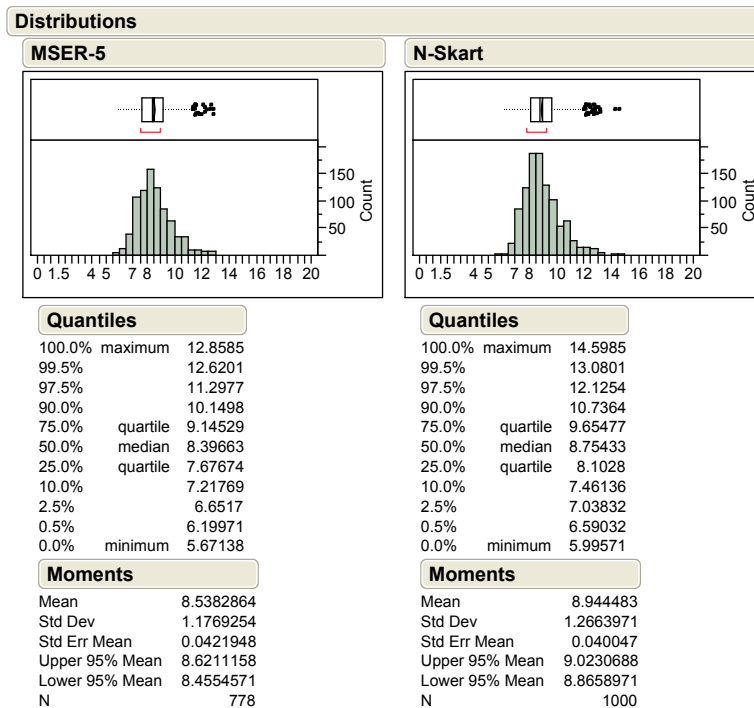 Distributions
MSER-5
150
100
50
Count
0 1.5 4 5 7 8 10 12 14 16 18 20
Quantiles
100.0% maximum 12.8585
99.5% 12.6201
97.5% 11.2977
90.0% 10.1498
75.0% quartile 9.14529
50.0% median 8.39663
25.0% quartile 7.67674
10.0% 7.21769
2.5% 6.6517
0.5% 6.19971
0.0% minimum 5.67138
Moments
Mean 8.5382864
Std Dev 1.1769254
Std Err Mean 0.0421948
Upper 95% Mean 8.6211158
Lower 95% Mean 8.4554571
N 778
N-Skart
150
100
50
Count
0 1.5 4 5 7 8 10 12 14 16 18 20
Quantiles
100.0% maximum 14.5985
99.5% 13.0801
97.5% 12.1254
90.0% 10.7364
75.0% quartile 9.65477
50.0% median 8.75433
25.0% quartile 8.1028
10.0% 7.46136
2.5% 7.03832
0.5% 6.59032
0.0% minimum 5.99571
Moments
Mean 8.944483
Std Dev 1.2663971
Std Err Mean 0.040047
Upper 95% Mean 9.0230688
Lower 95% Mean 8.8658971
N 1000